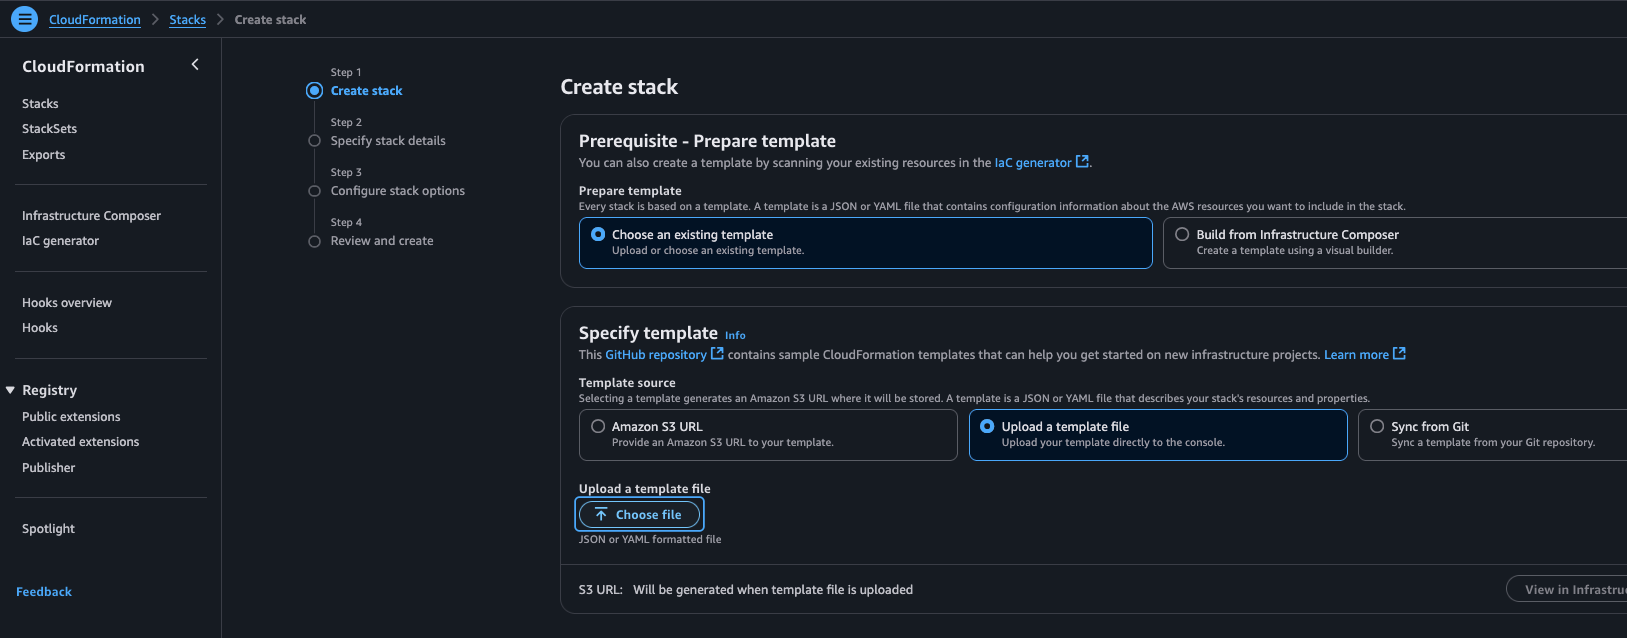 CloudFormation > Stacks > Create stack
CloudFormation
Stacks
StackSets
Exports
Infrastructure Composer
IaC generator
Hooks overview
Hooks
Registry
Public extensions
Activated extensions
Publisher
Spotlight
Feedback
Step 1
Create stack
Step 2
Specify stack details
Step 3
Configure stack options
Step 4
Review and create
Create stack
Prerequisite - Prepare template
You can also create a template by scanning your existing resources in the IaC generator.
Prepare template
Every stack is based on a template. A template is a JSON or YAML file that contains configuration information about the AWS resources you want to include in the stack.
Choose an existing template
Upload or choose an existing template.
Build from Infrastructure Composer
Create a template using a visual builder.
Specify template Info
This GitHub repository contains sample CloudFormation templates that can help you get started on new infrastructure projects. Learn more
Template source
Selecting a template generates an Amazon S3 URL where it will be stored. A template is a JSON or YAML file that describes your stack's resources and properties.
Amazon S3 URL
Provide an Amazon S3 URL to your template.
Upload a template file
Upload your template directly to the console.
Sync from Git
Sync a template from your Git repository.
Upload a template file
Choose file
JSON or YAML formatted file
S3 URL: Will be generated when template file is uploaded
View in Infrastru